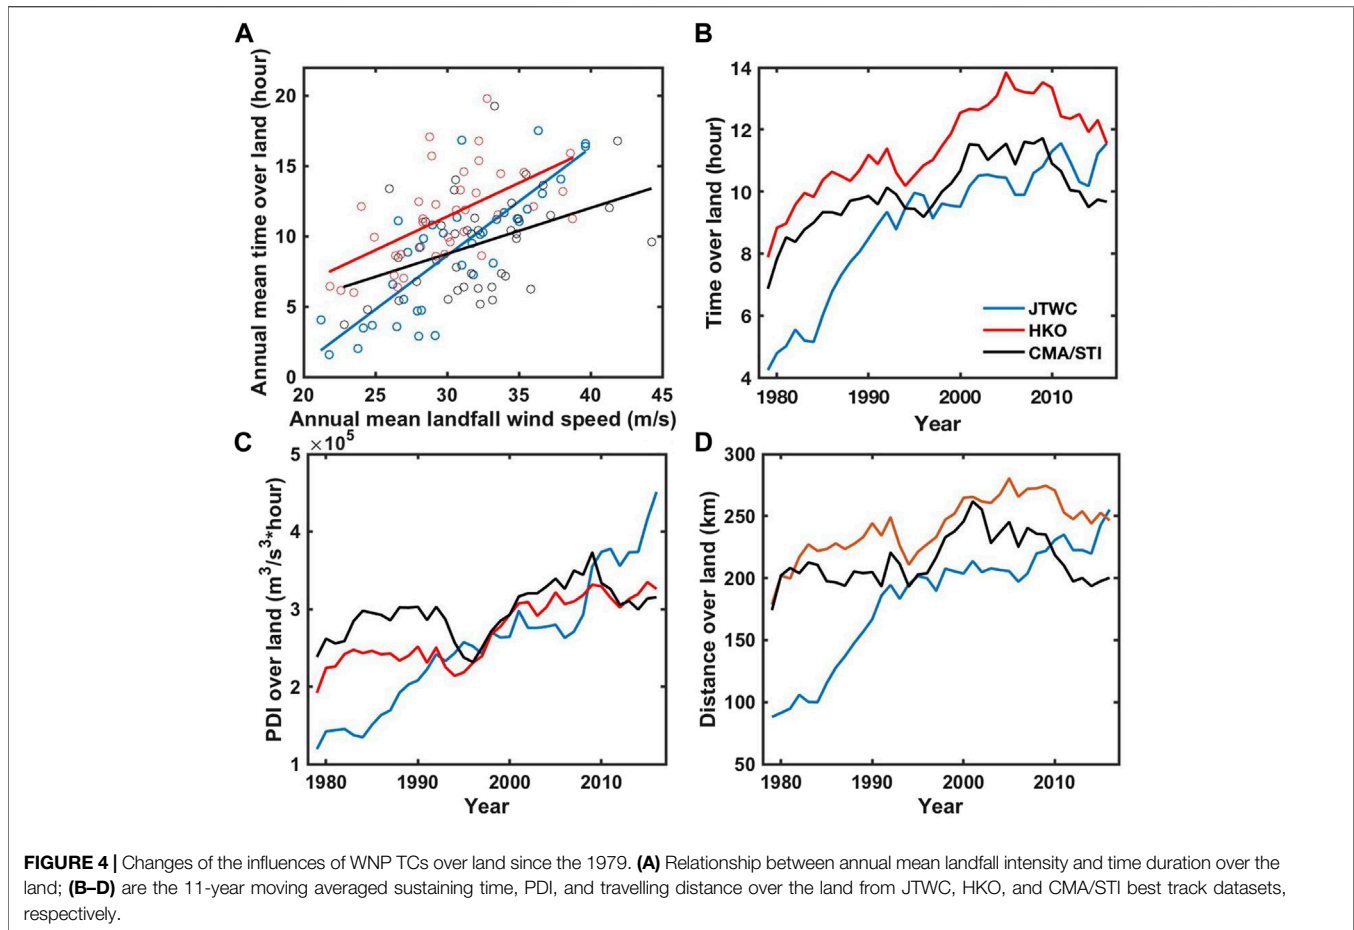 A
Annual mean time over land (hour)
20
15
10
5
0
20 25 30 35 40 45
Annual mean landfall wind speed (m/s)
B
Time over land (hour)
14
12
10
8
6
4
JTWC
HKO
CMA/STI
1980 1990 2000 2010
Year
C
×10⁵
PDI over land (m³/s³*hour)
5
4
3
2
1
1980 1990 2000 2010
Year
D
Distance over land (km)
300
250
200
150
100
50
1980 1990 2000 2010
Year
FIGURE 4 | Changes of the influences of WNP TCs over land since the 1979. (A) Relationship between annual mean landfall intensity and time duration over the
land; (B–D) are the 11-year moving averaged sustaining time, PDI, and travelling distance over the land from JTWC, HKO, and CMA/STI best track datasets,
respectively.